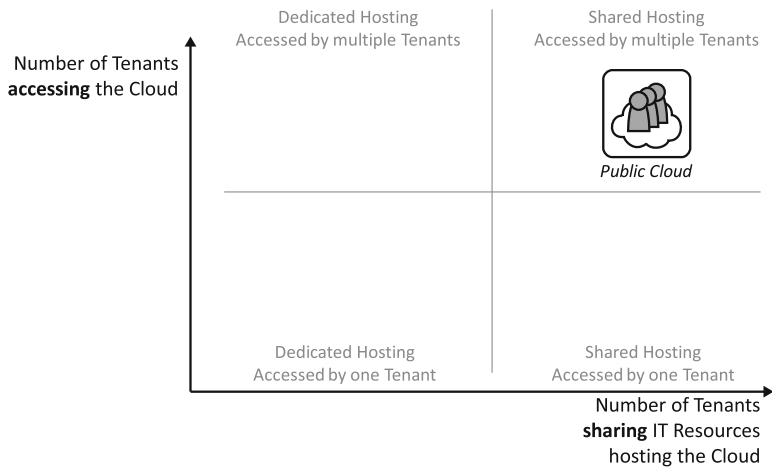 Dedicated Hosting
Accessed by multiple Tenants
Shared Hosting
Accessed by multiple Tenants
Number of Tenants
accessing the Cloud
Public Cloud
Dedicated Hosting
Accessed by one Tenant
Shared Hosting
Accessed by one Tenant
Number of Tenants
sharing IT Resources
hosting the Cloud